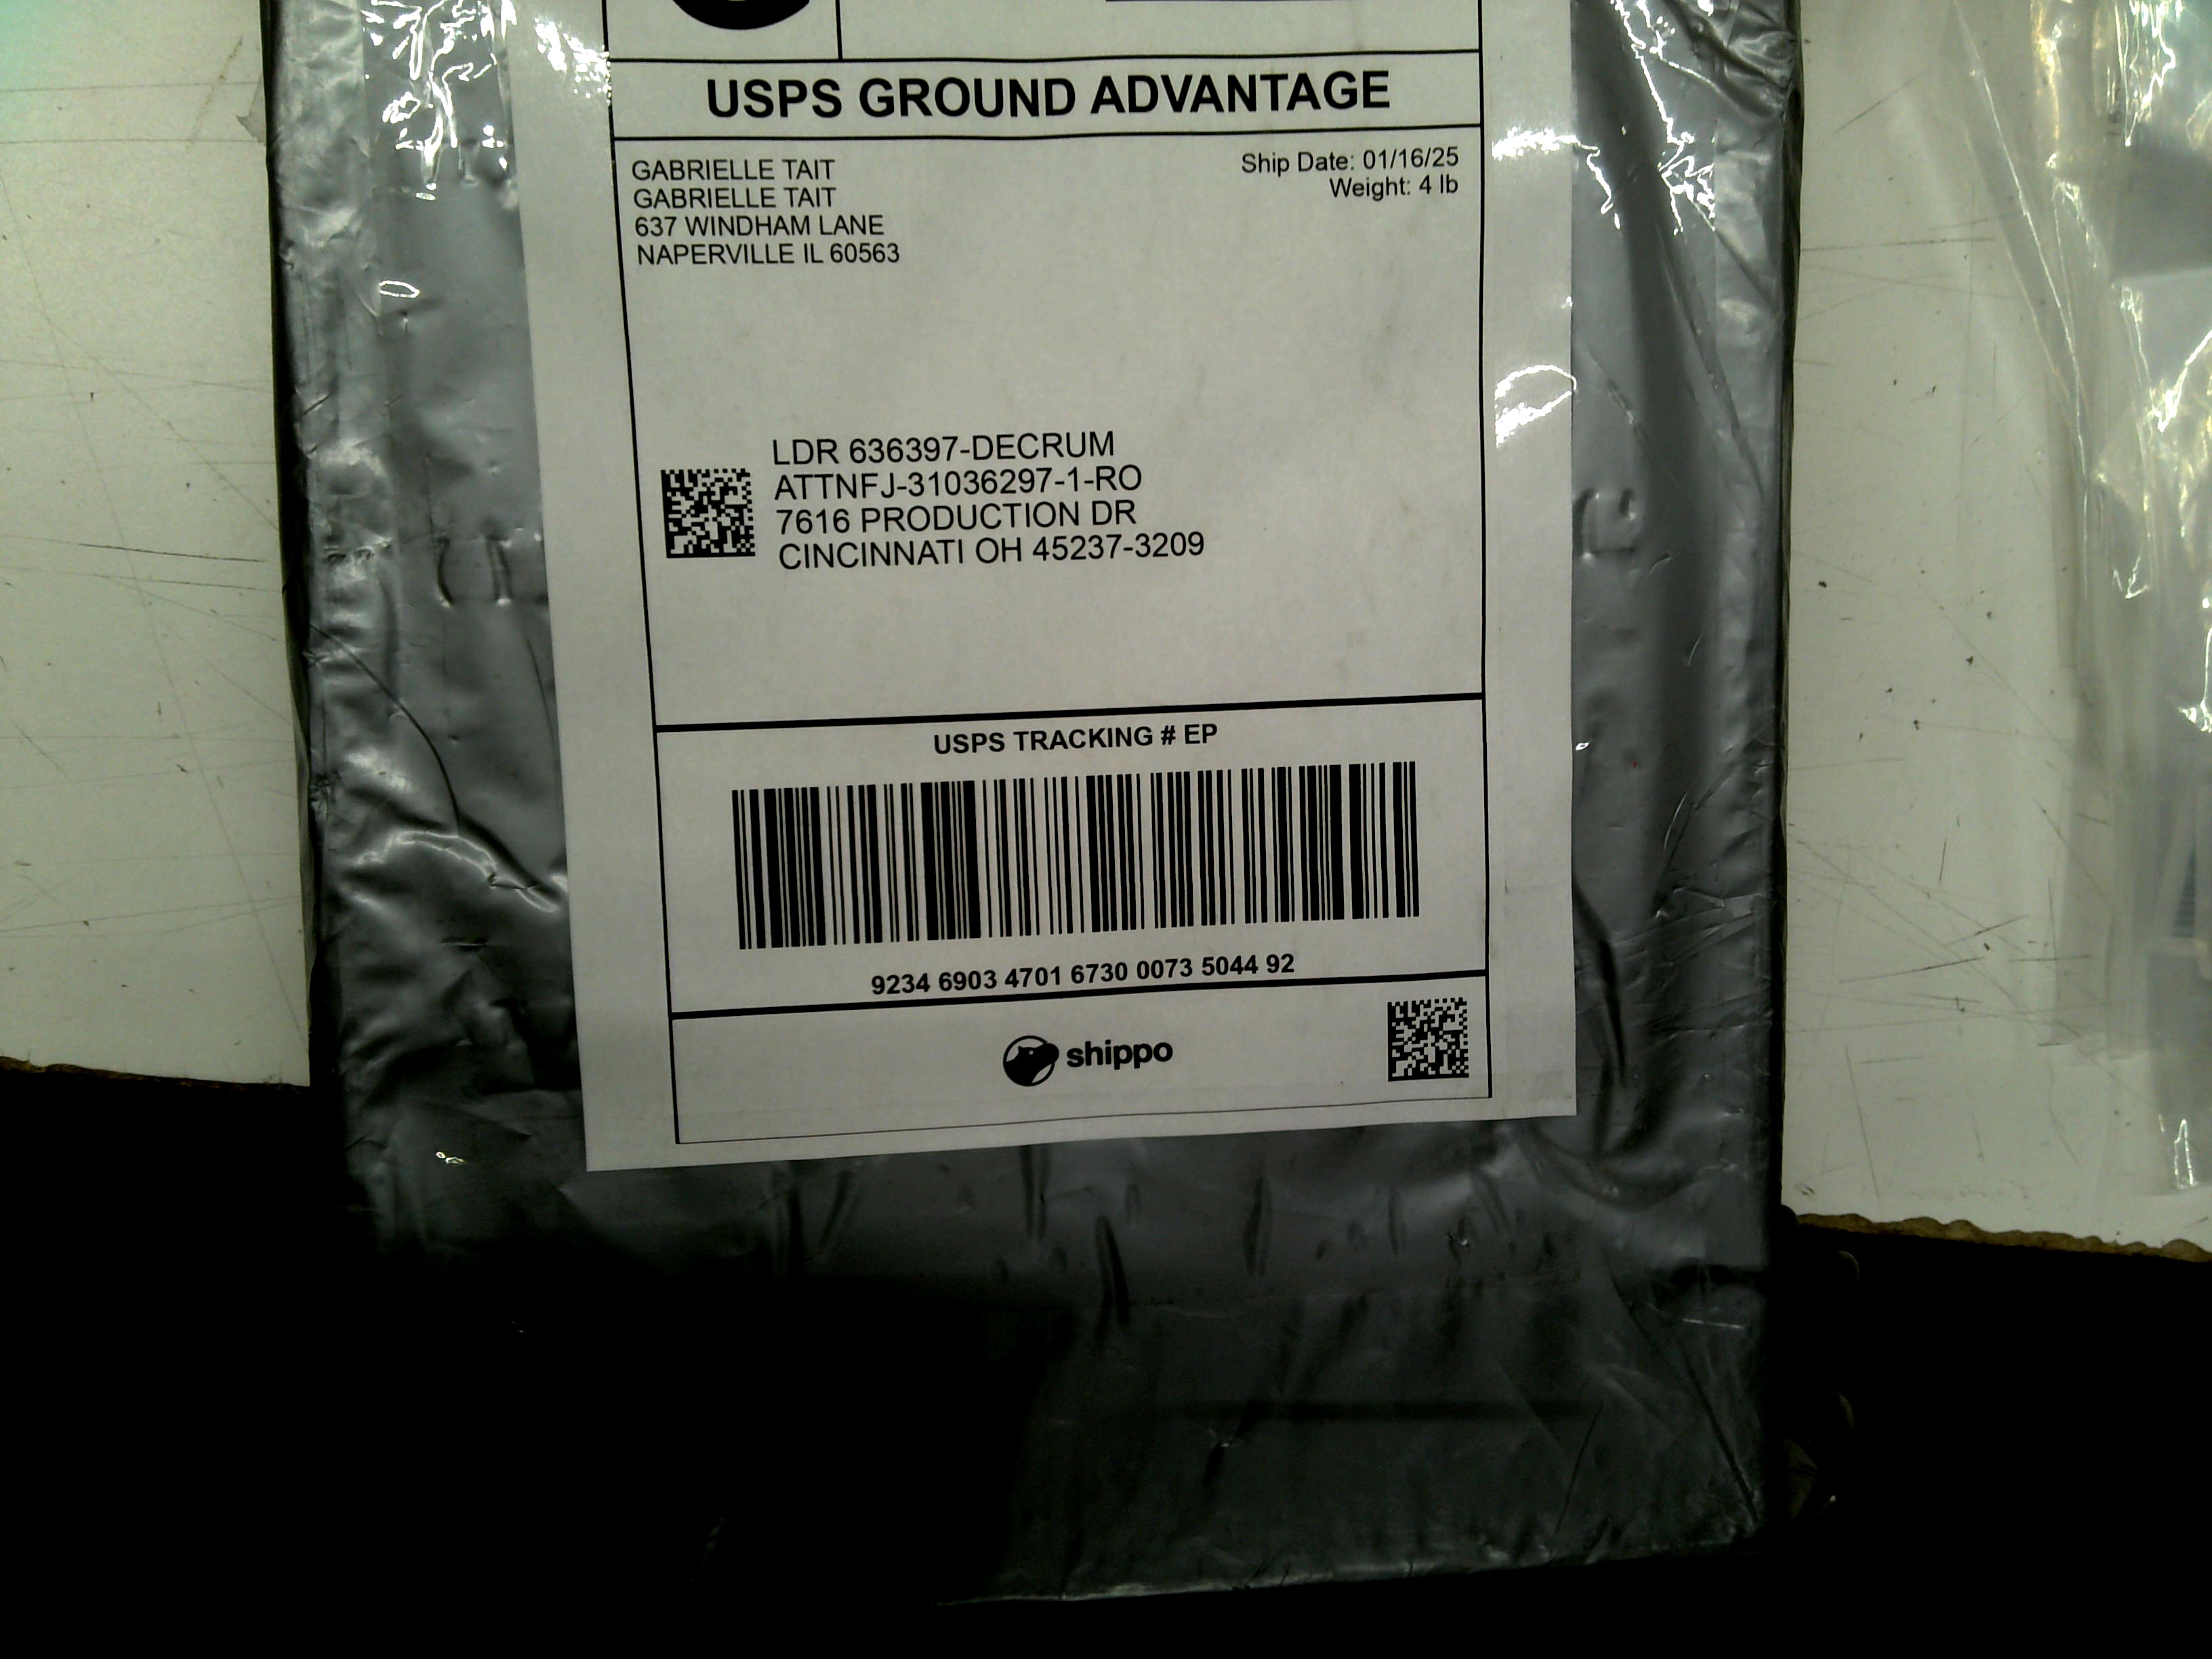 USPS GROUND ADVANTAGE
GABRIELLE TAIT
GABRIELLE TAIT
637 WINDHAM LANE
NAPERVILLE IL 60563
Ship Date: 01/16/25
Weight: 4 lb
LDR 636397-DECRUM
ATTNFJ-31036297-1-RO
7616 PRODUCTION DR
CINCINNATI OH 45237-3209
USPS TRACKING # EP
9234 6903 4701 6730 0073 5044 92
shippo